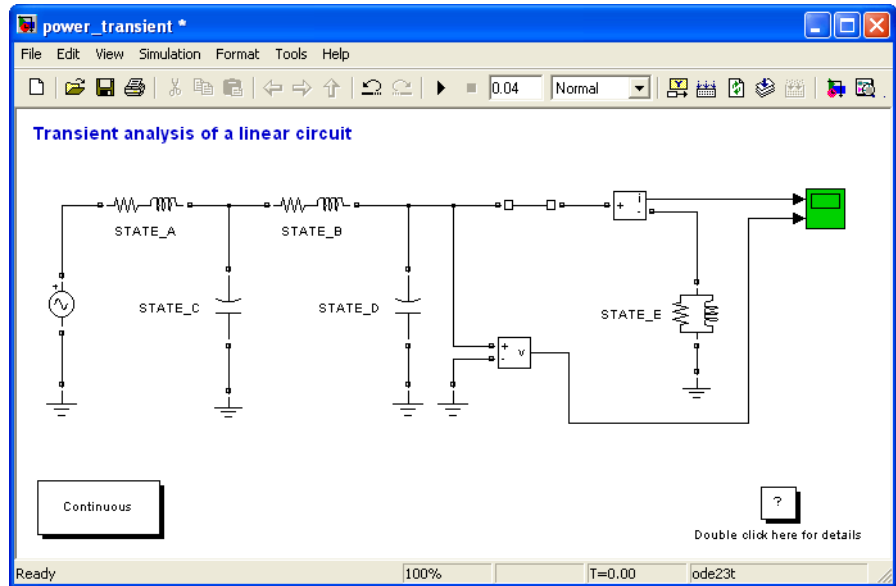 power_transient *
File Edit View Simulation Format Tools Help
0.04 Normal
Transient analysis of a linear circuit
STATE_A
STATE_B
STATE_C
STATE_D
STATE_E
+
i
+
-
+
-
v
Continuous
?
Double click here for details
Ready 100% T=0.00 ode23t